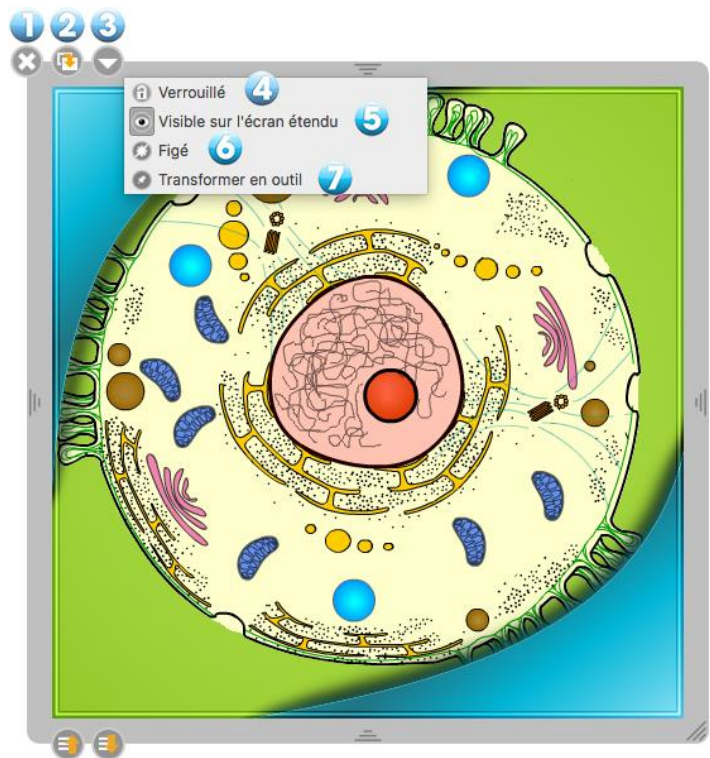 1 2 3
Verrouillé 4
Visible sur l'écran étendu 5
Figé 6
Transformer en outil 7